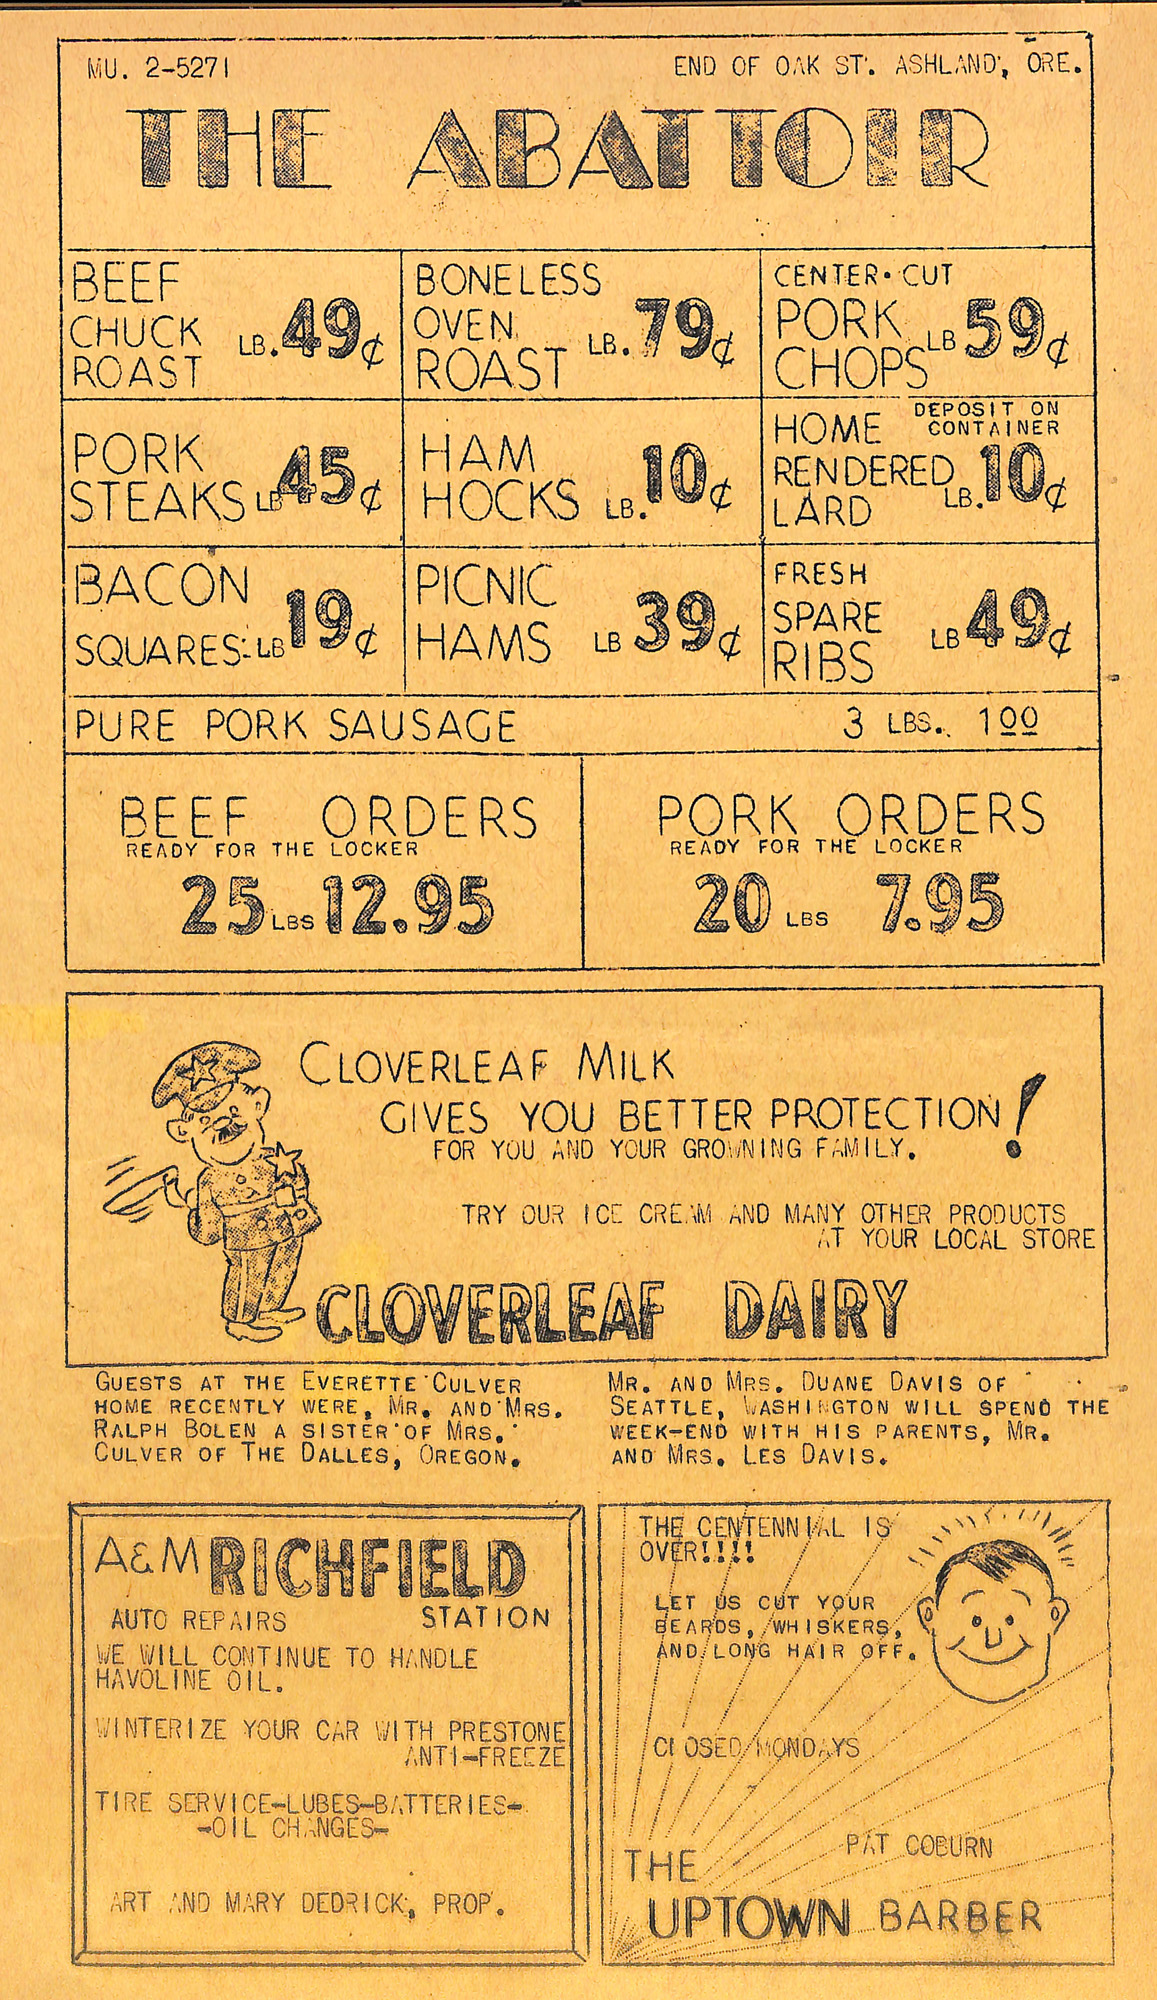 MU. 2-5271
END OF OAK ST. ASHLAND, ORE.
THE ABATTOIR
BEEF
CHUCK
ROAST LB. 49¢
BONELESS
OVEN
ROAST LB. 79¢
CENTER-CUT
PORK
CHOPS LB 59¢
PORK
STEAKS LB 45¢
HAM
HOCKS LB. 10¢
DEPOSIT ON
CONTAINER
HOME
RENDERED
LARD LB. 10¢
BACON
SQUARES LB 19¢
PICNIC
HAMS LB 39¢
FRESH
SPARE
RIBS LB 49¢
PURE PORK SAUSAGE 3 LBS. 1 00
BEEF ORDERS
READY FOR THE LOCKER
25 LBS 12.95
PORK ORDERS
READY FOR THE LOCKER
20 LBS 7.95
CLOVERLEAF MILK
GIVES YOU BETTER PROTECTION!
FOR YOU AND YOUR GROWNING FAMILY.
TRY OUR ICE CREAM AND MANY OTHER PRODUCTS
AT YOUR LOCAL STORE
CLOVERLEAF DAIRY
GUESTS AT THE EVERETTE CULVER
HOME RECENTLY WERE, MR. AND MRS.
RALPH BOLEN A SISTER OF MRS.
CULVER OF THE DALLES, OREGON.
MR. AND MRS. DUANE DAVIS OF
SEATTLE, WASHINGTON WILL SPEND THE
WEEK-END WITH HIS PARENTS, MR.
AND MRS. LES DAVIS.
A&M RICHFIELD
AUTO REPAIRS STATION
WE WILL CONTINUE TO HANDLE
HAVOLINE OIL.
WINTERIZE YOUR CAR WITH PRESTONE
ANTI-FREEZE
TIRE SERVICE-LUBES-BATTERIES-
-OIL CHANGES-
ART AND MARY DEDRICK, PROP.
THE CENTENNIAL IS
OVER!!!!
LET US CUT YOUR
BEARDS, WHISKERS,
AND LONG HAIR OFF.
CLOSED MONDAYS
PAT COBURN
THE
UPTOWN BARBER